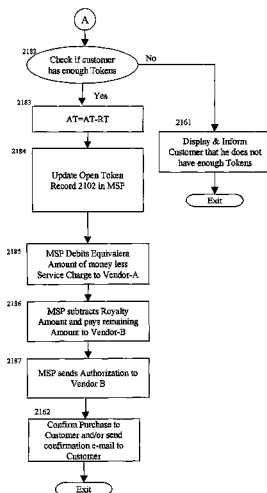 A
2182
Check if customer
has enough Tokens
No
Yes
2183
AT=AT-RT
2161
Display & Inform
Customer that he does not
have enough Tokens
Exit
2184
Update Open Token
Record 2102 in MSP
2185
MSP Debits Equivalent
Amount of money less
Service Charge to Vendor-A
2186
MSP subtracts Royalty
Amount and pays remaining
Amount to Vendor-B
2187
MSP sends Authorization to
Vendor B
2162
Confirm Purchase to
Customer and/or send
confirmation e-mail to
Customer
Exit